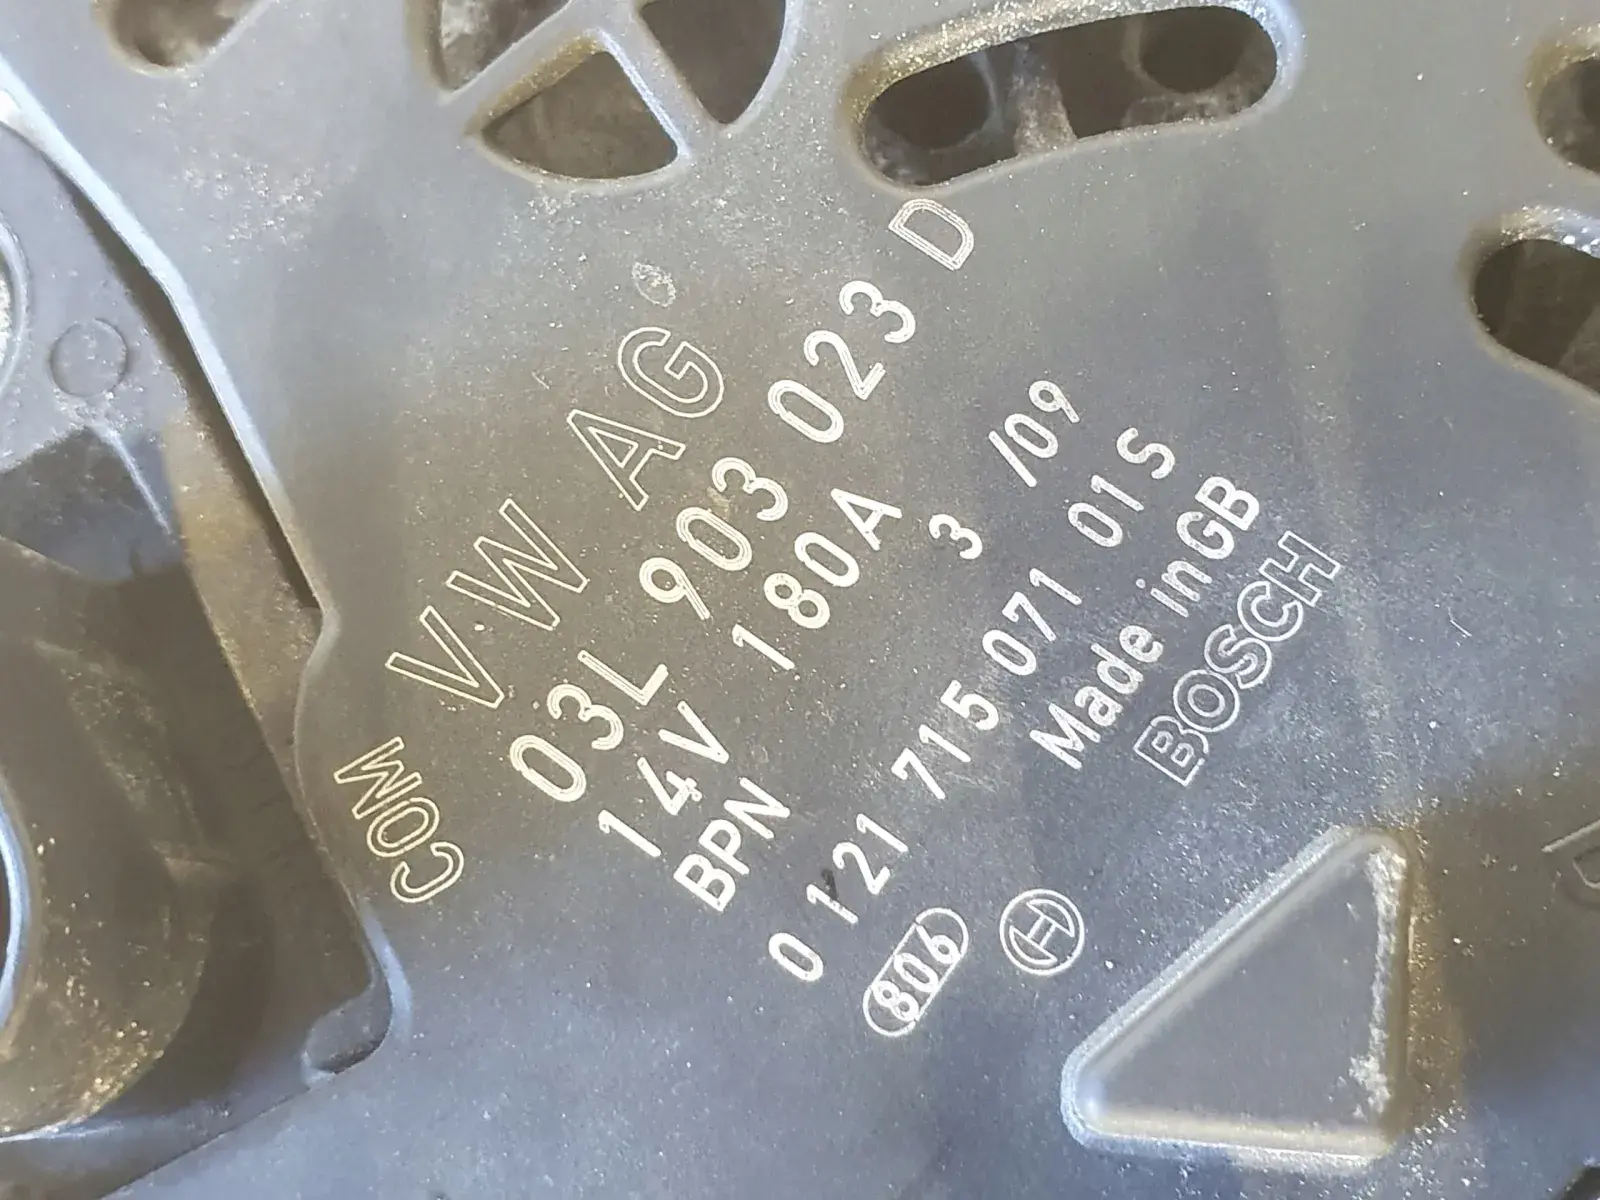 VW AG
03L 903 023 D
14V 180A 3 /09
BPN
0 121 715 071 01S
Made in GB
806
BOSCH
COM